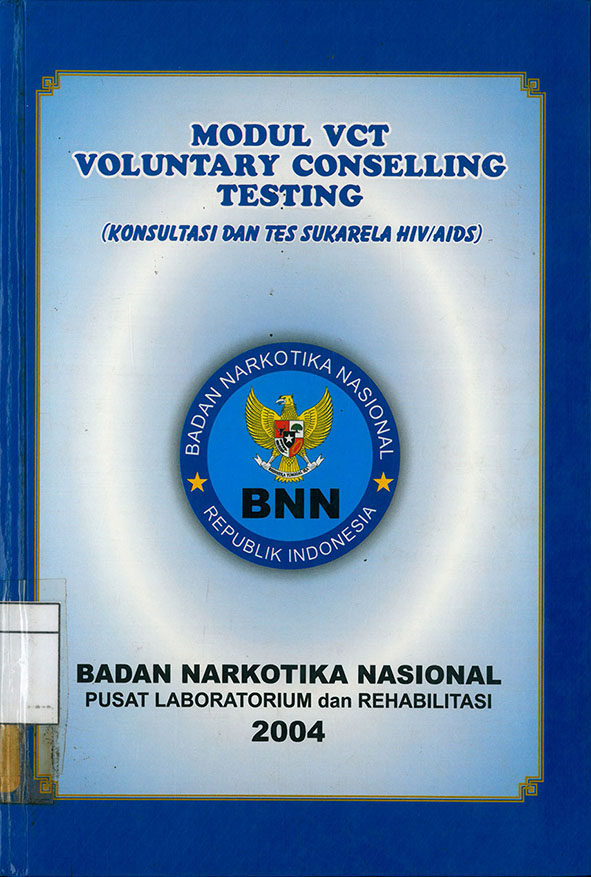 MODUL VCT
VOLUNTARY CONSELLING
TESTING
(KONSULTASI DAN TES SUKARELA HIV/AIDS)
BADAN NARKOTIKA NASIONAL
BNN
REPUBLIK INDONESIA
BADAN NARKOTIKA NASIONAL
PUSAT LABORATORIUM dan REHABILITASI
2004